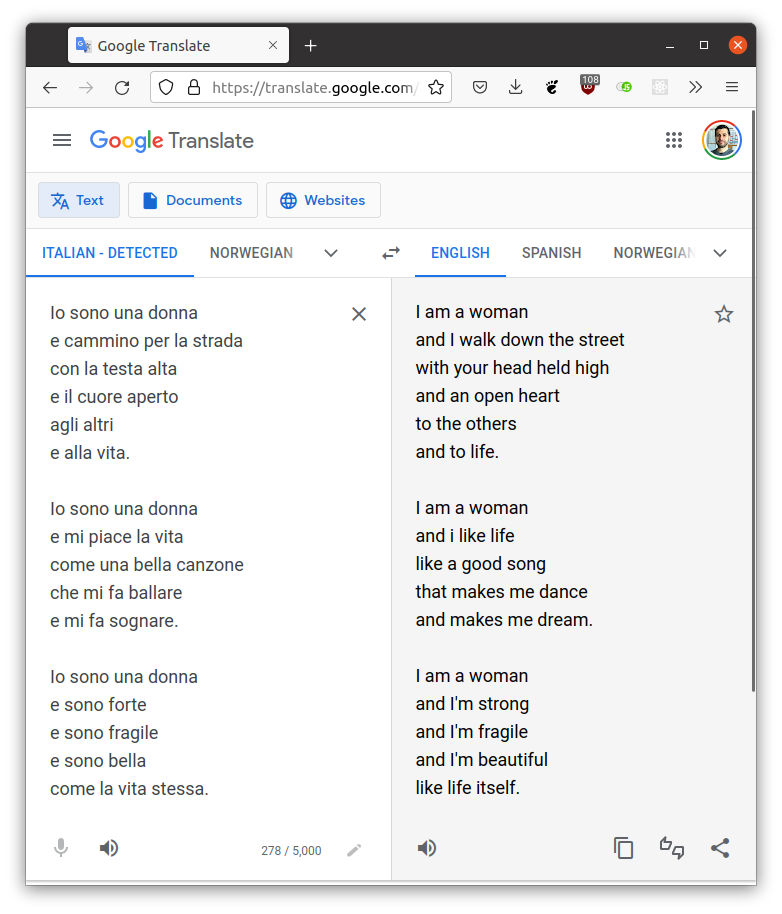 Google Translate
https://translate.google.com/
108
Google Translate
Text
Documents
Websites
ITALIAN - DETECTED
NORWEGIAN
ENGLISH
SPANISH
NORWEGIAN
Io sono una donna
e cammino per la strada
con la testa alta
e il cuore aperto
agli altri
e alla vita.
Io sono una donna
e mi piace la vita
come una bella canzone
che mi fa ballare
e mi fa sognare.
Io sono una donna
e sono forte
e sono fragile
e sono bella
come la vita stessa.
278 / 5,000
I am a woman
and I walk down the street
with your head held high
and an open heart
to the others
and to life.
I am a woman
and i like life
like a good song
that makes me dance
and makes me dream.
I am a woman
and I'm strong
and I'm fragile
and I'm beautiful
like life itself.